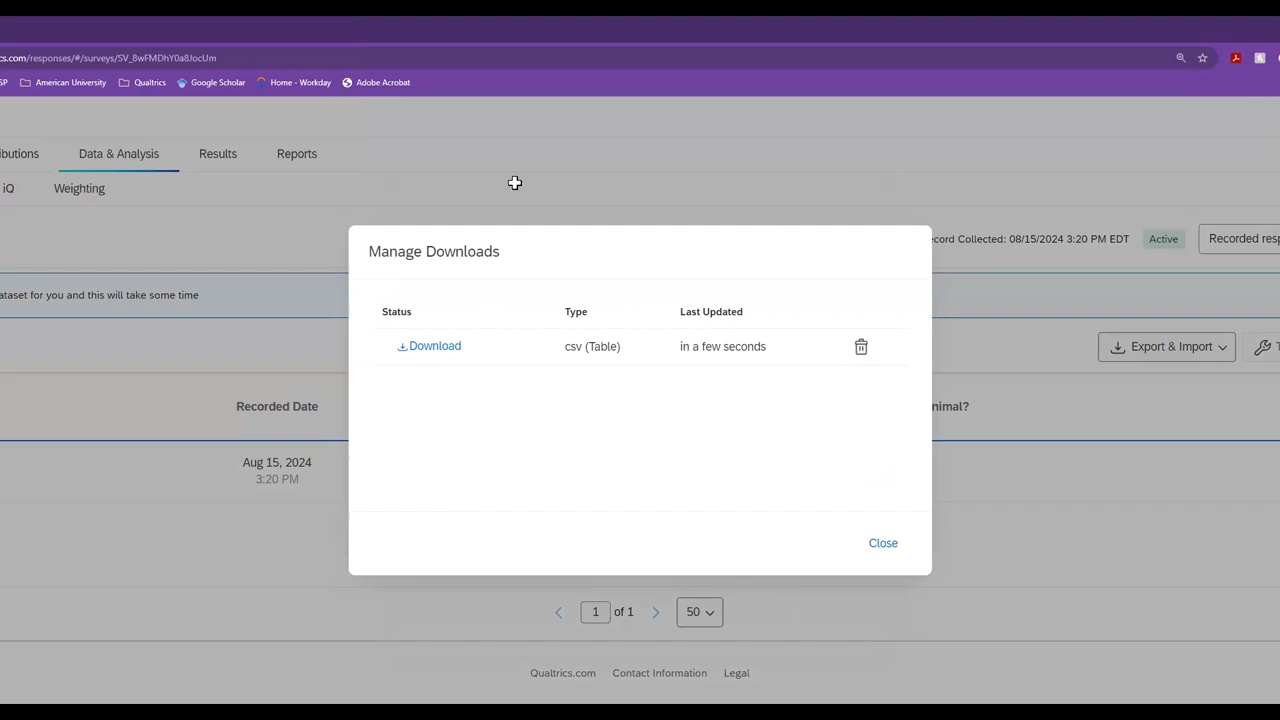 cs.com/responses/#/surveys/SV_8wFMDhY0a8JocUm
SP American University Qualtrics Google Scholar Home - Workday Adobe Acrobat
ibutions Data & Analysis Results Reports
iQ Weighting
Manage Downloads
ecord Collected: 08/15/2024 3:20 PM EDT Active Recorded resp
ataset for you and this will take some time
Status Type Last Updated
Download csv (Table) in a few seconds
Export & Import T
Recorded Date nimal?
Aug 15, 2024
3:20 PM
Close
1 of 1 50
Qualtrics.com Contact Information Legal